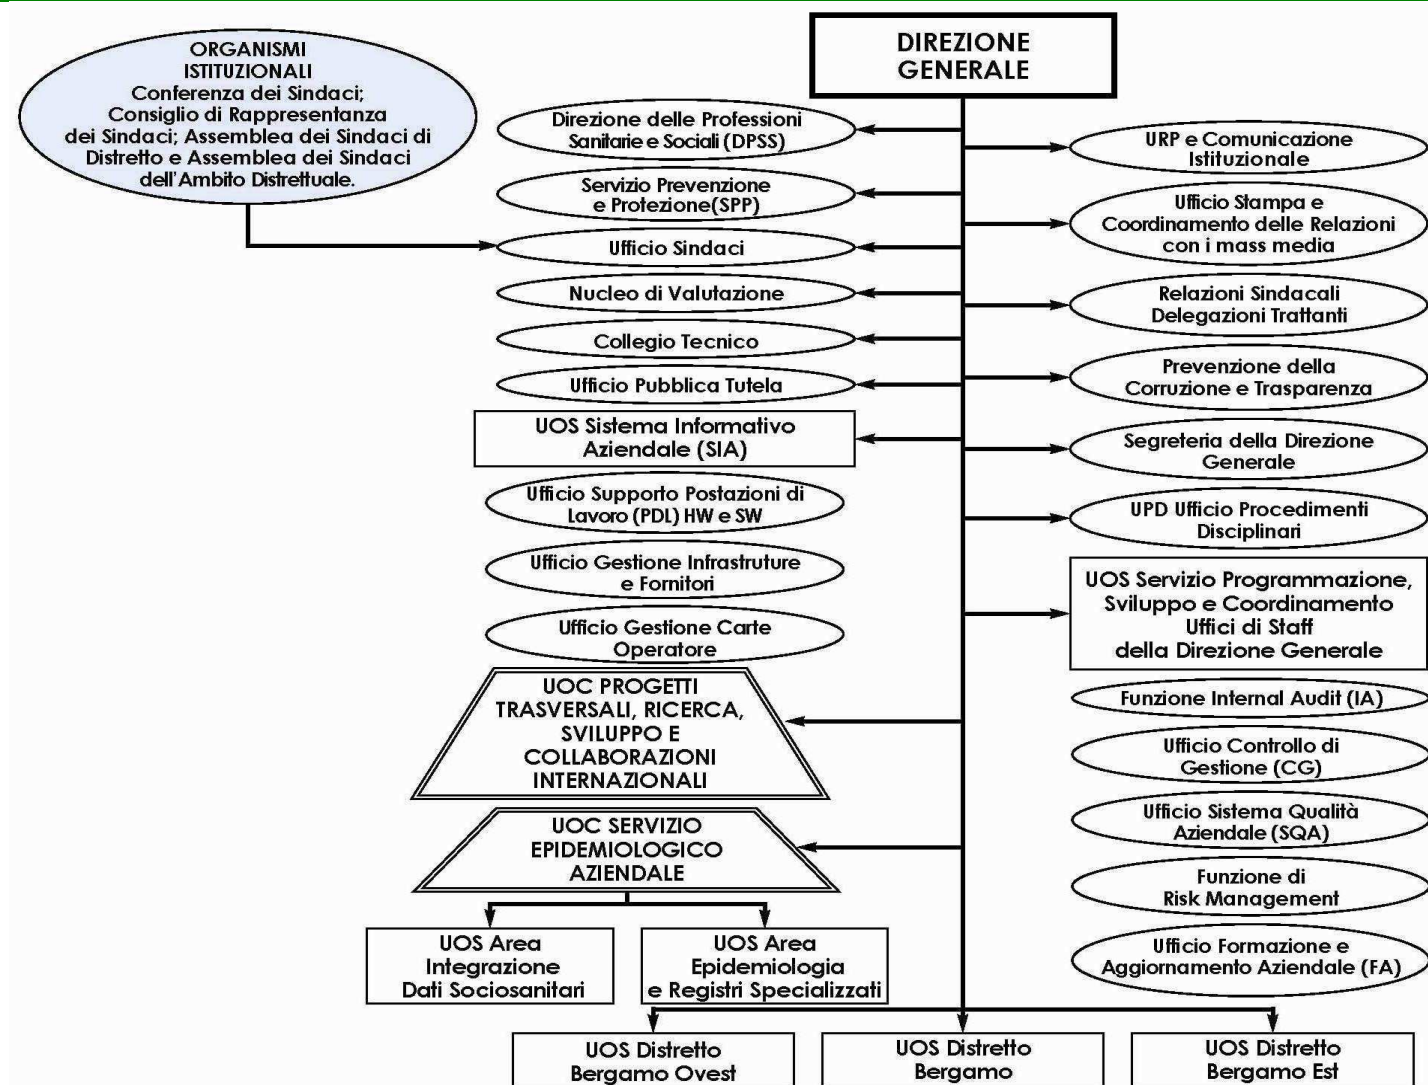 DIREZIONE
GENERALE
ORGANISMI
ISTITUZIONALI
Conferenza dei Sindaci;
Consiglio di Rappresentanza
dei Sindaci; Assemblea dei Sindaci di
Distretto e Assemblea dei Sindaci
dell'Ambito Distrettuale.
Direzione delle Professioni
Sanitarie e Sociali (DPSS)
Servizio Prevenzione
e Protezione(SPP)
Ufficio Sindaci
Nucleo di Valutazione
Collegio Tecnico
Ufficio Pubblica Tutela
UOS Sistema Informativo
Aziendale (SIA)
Ufficio Supporto Postazioni di
Lavoro (PDL) HW e SW
Ufficio Gestione Infrastruture
e Fornitori
Ufficio Gestione Carte
Operatore
UOC PROGETTI
TRASVERSALI, RICERCA,
SVILUPPO E
COLLABORAZIONI
INTERNAZIONALI
UOC SERVIZIO
EPIDEMIOLOGICO
AZIENDALE
UOS Area
Integrazione
Dati Sociosanitari
UOS Area
Epidemiologia
e Registri Specializzati
URP e Comunicazione
Istituzionale
Ufficio Stampa e
Coordinamento delle Relazioni
con i mass media
Relazioni Sindacali
Delegazioni Trattanti
Prevenzione della
Corruzione e Trasparenza
Segreteria della Direzione
Generale
UPD Ufficio Procedimenti
Disciplinari
UOS Servizio Programmazione,
Sviluppo e Coordinamento
Uffici di Staff
della Direzione Generale
Funzione Internal Audit (IA)
Ufficio Controllo di
Gestione (CG)
Ufficio Sistema Qualità
Aziendale (SQA)
Funzione di
Risk Management
Ufficio Formazione e
Aggiornamento Aziendale (FA)
UOS Distretto
Bergamo Ovest
UOS Distretto
Bergamo
UOS Distretto
Bergamo Est